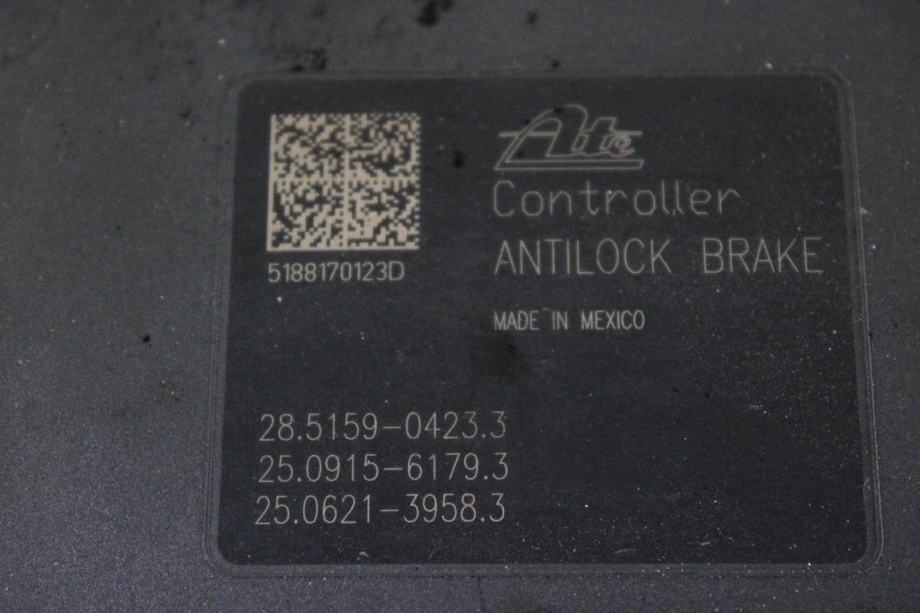 Ate
Controller
ANTILOCK BRAKE
5188170123D
MADE IN MEXICO
28.5159-0423.3
25.0915-6179.3
25.0621-3958.3